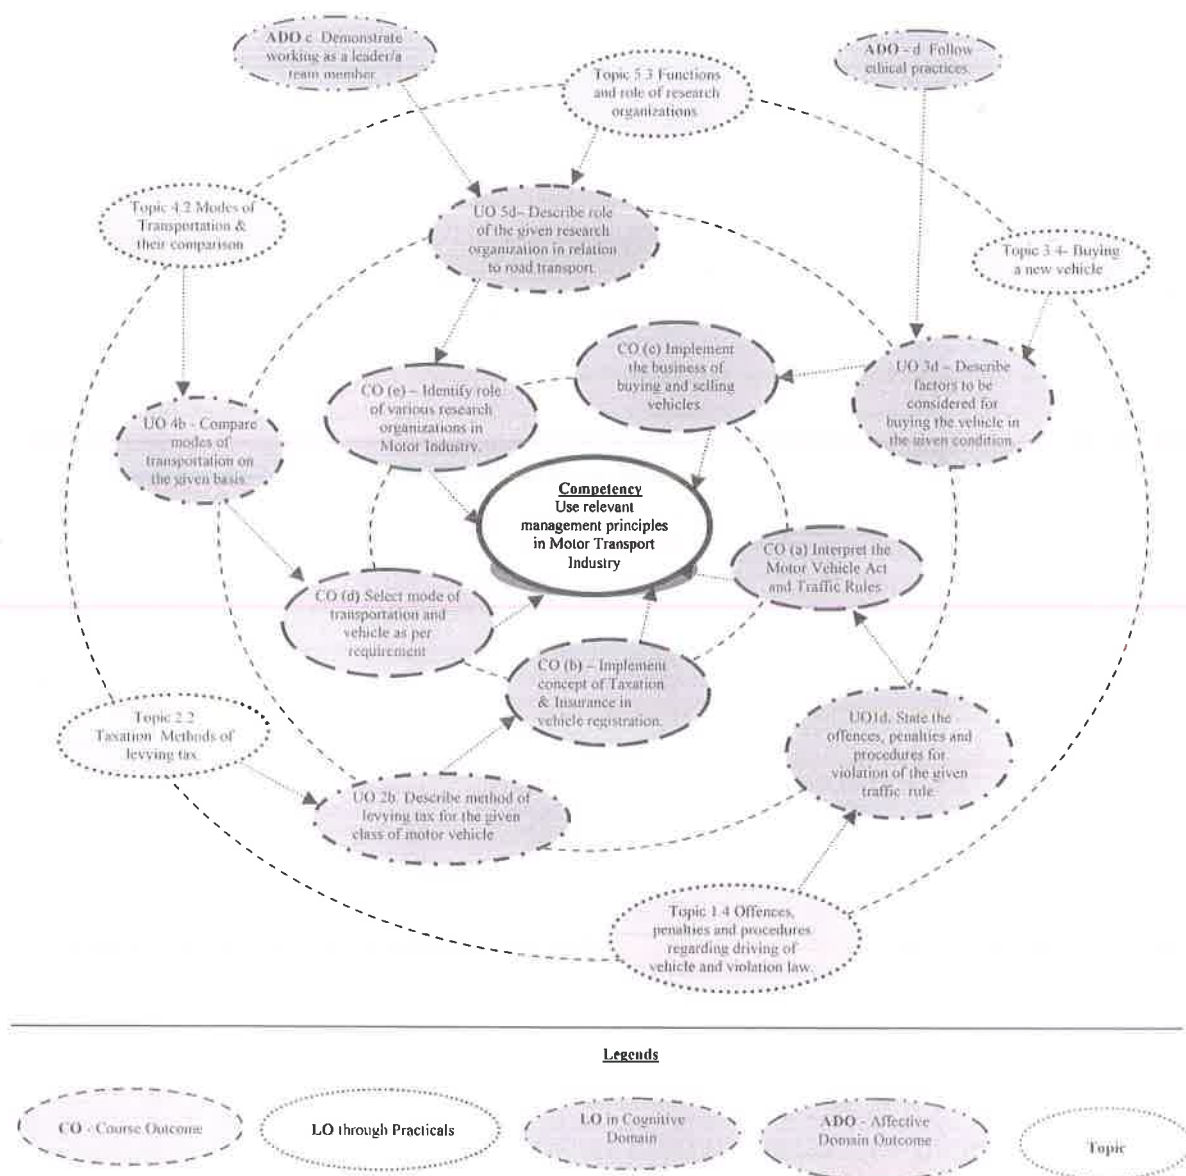 ADO c Demonstrate
working as a leader/a
team member
ADO - d Follow
ethical practices.
Topic 5.3 Functions
and role of research
organizations
Topic 4.2 Modes of
Transportation &
their comparison
UO 5d– Describe role
of the given research
organization in relation
to road transport.
Topic 3.4- Buying
a new vehicle
CO (c) Implement
the business of
buying and selling
vehicles
UO 3d – Describe
factors to be
considered for
buying the vehicle in
the given condition.
CO (e) – Identify role
of various research
organizations in
Motor Industry.
UO 4b - Compare
modes of
transportation on
the given basis
Competency
Use relevant
management principles
in Motor Transport
Industry
CO (a) Interpret the
Motor Vehicle Act
and Traffic Rules
CO (d) Select mode of
transportation and
vehicle as per
requirement
CO (b) – Implement
concept of Taxation
& Insurance in
vehicle registration.
Topic 2.2
Taxation Methods of
levying tax
UO1d. State the
offences, penalties and
procedures for
violation of the given
traffic rule.
UO 2b. Describe method of
levying tax for the given
class of motor vehicle
Topic 1.4 Offences,
penalties and procedures
regarding driving of
vehicle and violation law.
Legends
CO - Course Outcome
LO through Practicals
LO in Cognitive
Domain
ADO - Affective
Domain Outcome
Topic